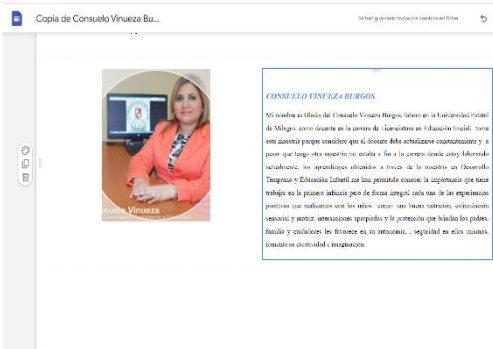 Copia de Consuelo Vinueza Bu...
Se han guardado todos los cambios en Drive
CONSUELO VINUEZA BURGOS
Mi nombre es Gladis del Consuelo Vinueza Burgos, laboro en la Universidad Estatal
de Milagro, como docente en la carrera de Licenciatura en Educación Inicial, tome
esta maestría porque considero que el docente debe actualizarse constantemente y a
pesar que tengo otra maestría no estaba a fin a la carrera donde estoy laborando
actualmente, los aprendizajes obtenidos a través de la maestría en Desarrollo
Temprano y Educación Infantil me han permitido conocer la importancia que tiene
trabajar en la primera infancia pero de forma integral cada una de las experiencias
positivas que realizamos con los niños como: una buena nutrición, estimulación
sensorial y motriz, interacciones apropiadas y la protección que brindan los padres,
familia y cuidadores les favorece en su autonomía, , seguridad en ellos mismos,
fomenta su creatividad e imaginación.
suelo Vinueza